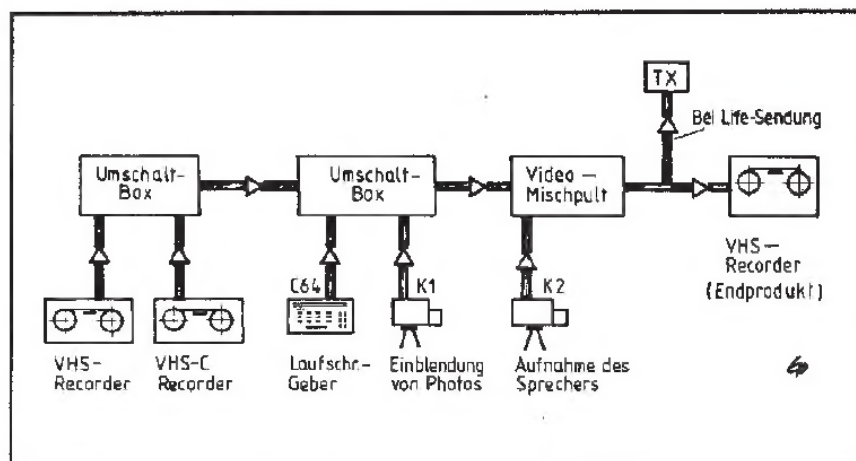 TX
Bei Life-Sendung
Umschalt-
Box
Umschalt-
Box
Video —
Mischpult
VHS —
Recorder
(Endprodukt)
C64
K1
K2
VHS-
Recorder
VHS-C
Recorder
Laufschr.-
Geber
Einblendung
von Photos
Aufnahme des
Sprechers